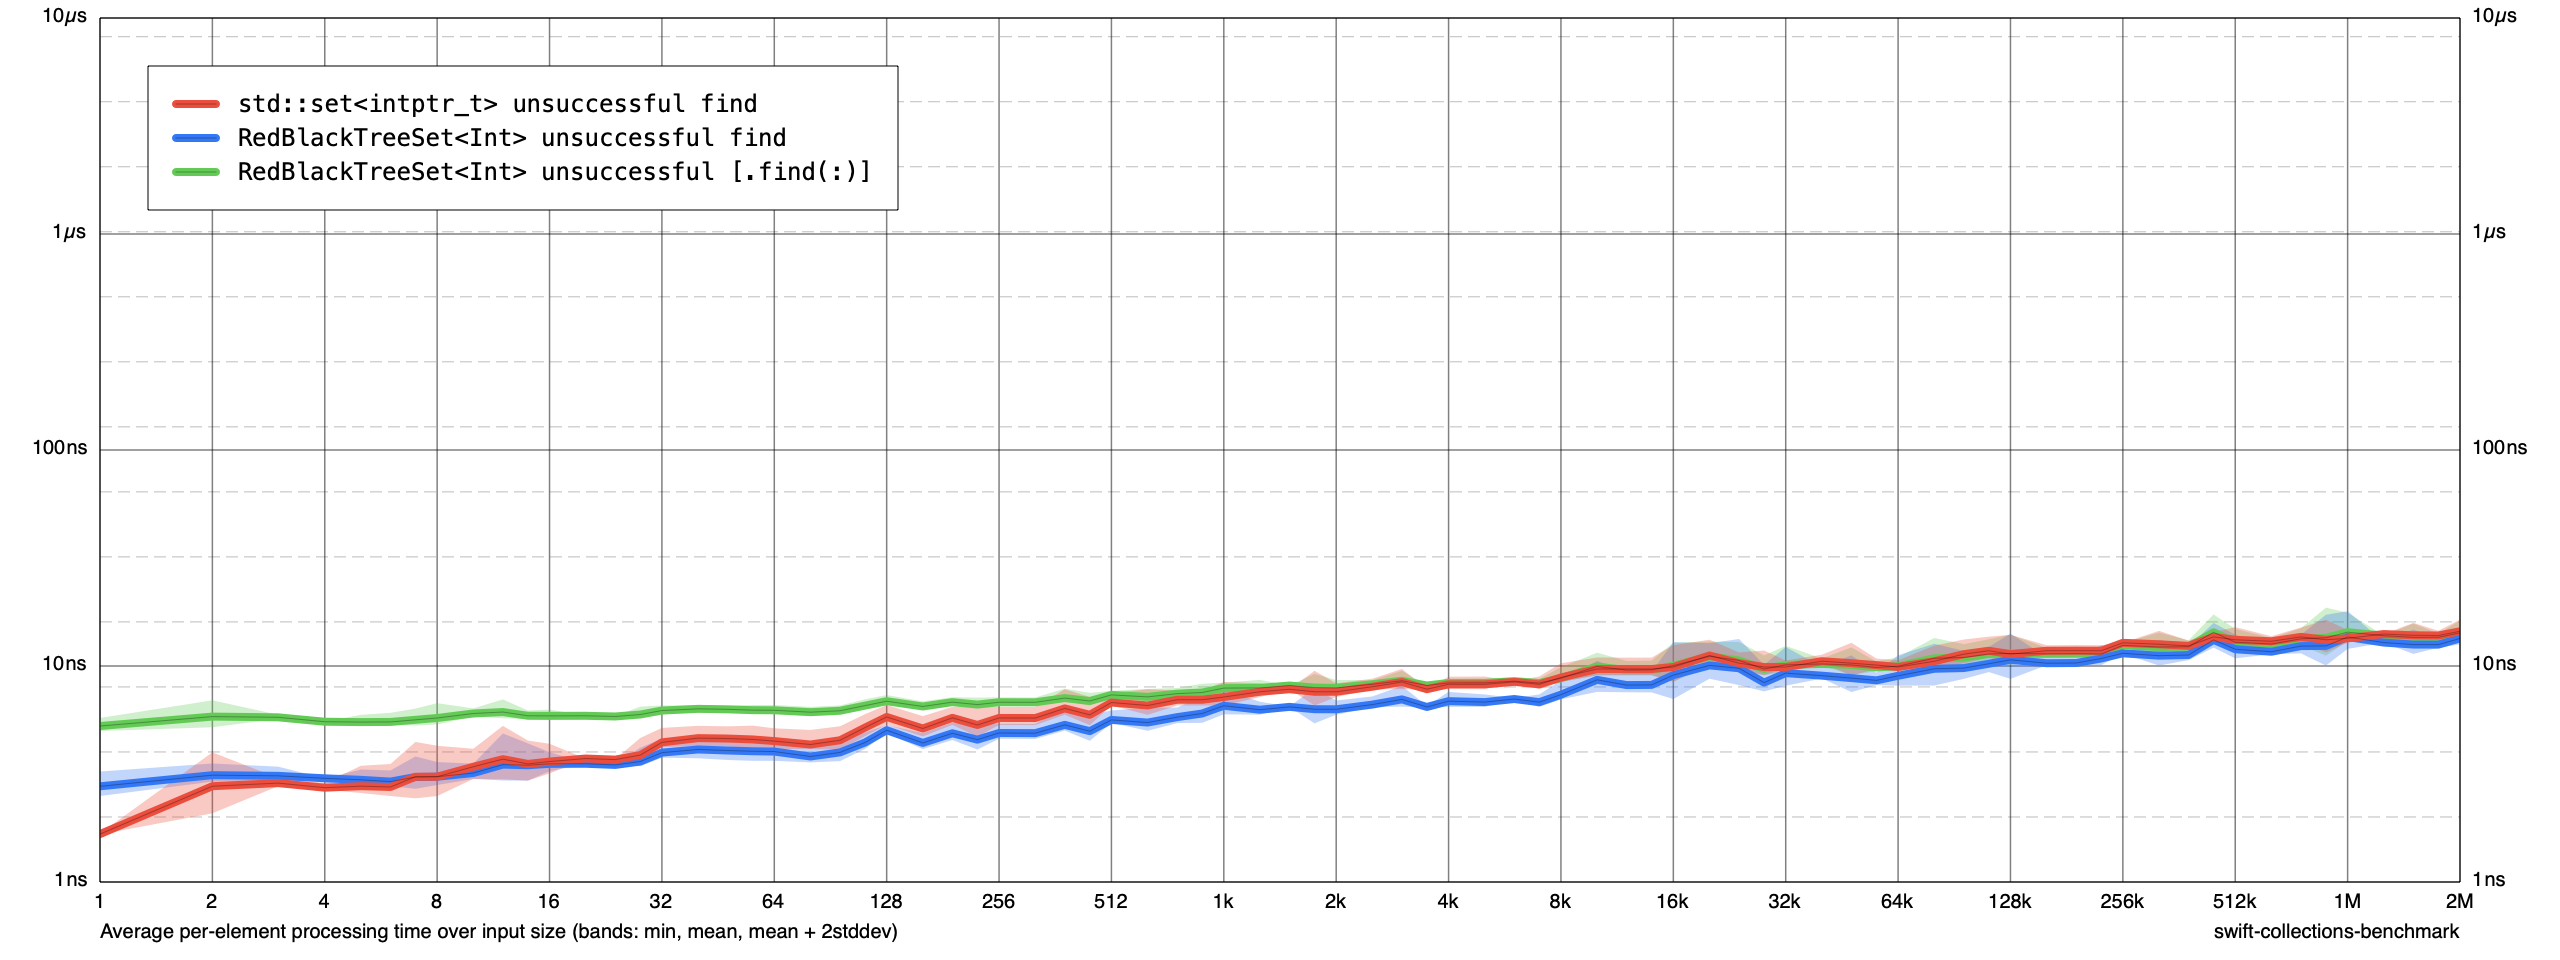 10µs
10µs
std::set<intptr_t> unsuccessful find
RedBlackTreeSet<Int> unsuccessful find
RedBlackTreeSet<Int> unsuccessful [.find(:)]
1µs
1µs
100ns
100ns
10ns
10ns
1ns
1ns
1 2 4 8 16 32 64 128 256 512 1k 2k 4k 8k 16k 32k 64k 128k 256k 512k 1M 2M
Average per-element processing time over input size (bands: min, mean, mean + 2stddev)
swift-collections-benchmark